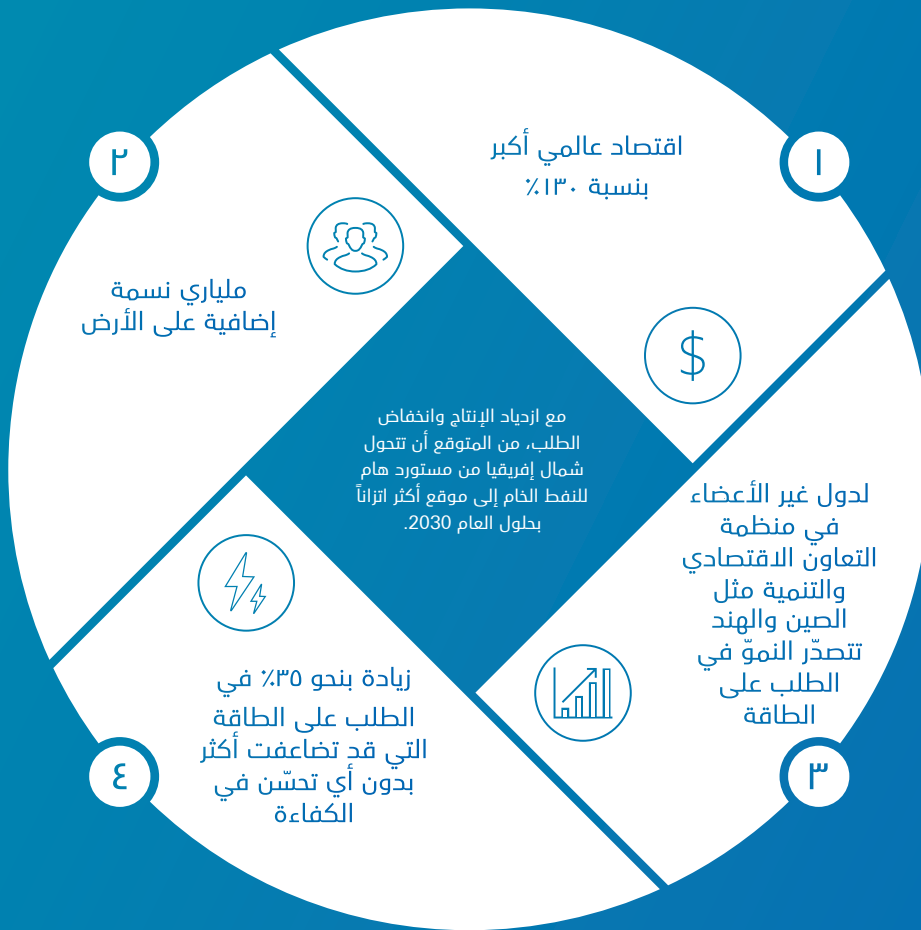 ١
اقتصاد عالمي أكبر
بنسبة ١٣٠٪
$
٢
ملياري نسمة
إضافية على الأرض
مع ازدياد الإنتاج وانخفاض
الطلب، من المتوقع أن تتحول
شمال إفريقيا من مستورد هام
للنفط الخام إلى موقع أكثر اتزاناً
بحلول العام 2030.
لدول غير الأعضاء
في منظمة
التعاون الاقتصادي
والتنمية مثل
الصين والهند
تتصدّر النموّ في
الطلب على
الطاقة
٣
زيادة بنحو ٣٥٪ في
الطلب على الطاقة
التي قد تضاعفت أكثر
بدون أي تحسّن في
الكفاءة
٤